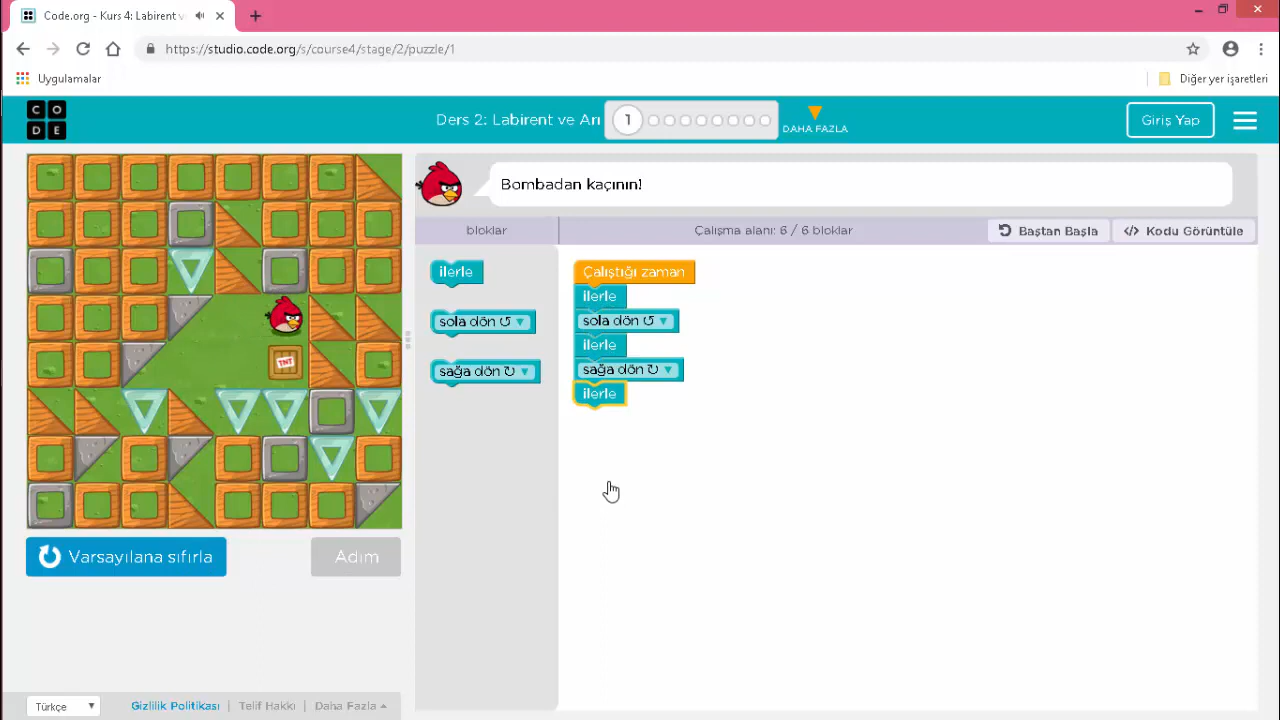 Code.org - Kurs 4: Labirent v
https://studio.code.org/s/course4/stage/2/puzzle/1
Uygulamalar
Diğer yer işaretleri
C O
D E
Ders 2: Labirent ve Arı
1
DAHA FAZLA
Giriş Yap
Bombadan kaçının!
bloklar
Çalışma alanı: 6 / 6 bloklar
Baştan Başla
</> Kodu Görüntüle
ilerle
sola dön ↺ ▼
sağa dön ↻ ▼
Çalıştığı zaman
ilerle
sola dön ↺ ▼
ilerle
sağa dön ↻ ▼
ilerle
TNT
Varsayılana sıfırla
Adım
Türkçe ▼
Gizlilik Politikası | Telif Hakkı | Daha Fazla ▲